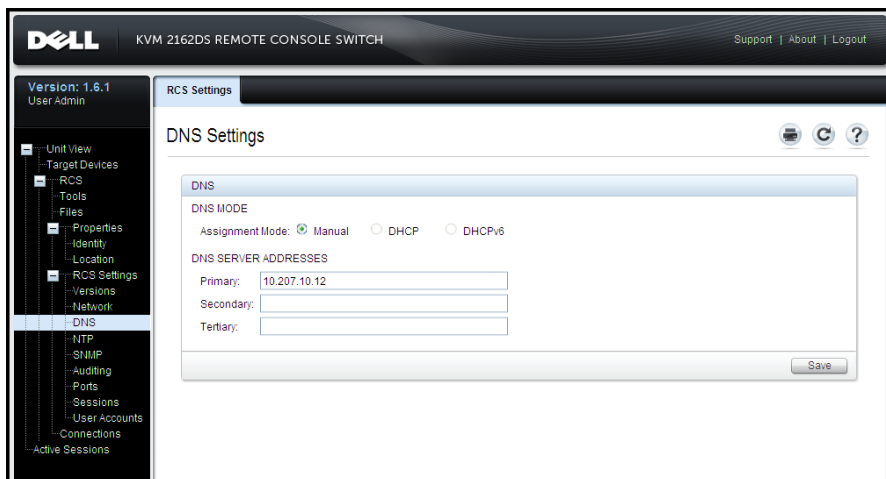 DELL
KVM 2162DS REMOTE CONSOLE SWITCH
Support | About | Logout
Version: 1.6.1
User Admin
RCS Settings
Unit View
Target Devices
RCS
Tools
Files
Properties
Identity
Location
RCS Settings
Versions
Network
DNS
NTP
SNMP
Auditing
Ports
Sessions
User Accounts
Connections
Active Sessions
DNS Settings
?
DNS
DNS MODE
Assignment Mode: Manual DHCP DHCPv6
DNS SERVER ADDRESSES
Primary: 10.207.10.12
Secondary:
Tertiary:
Save